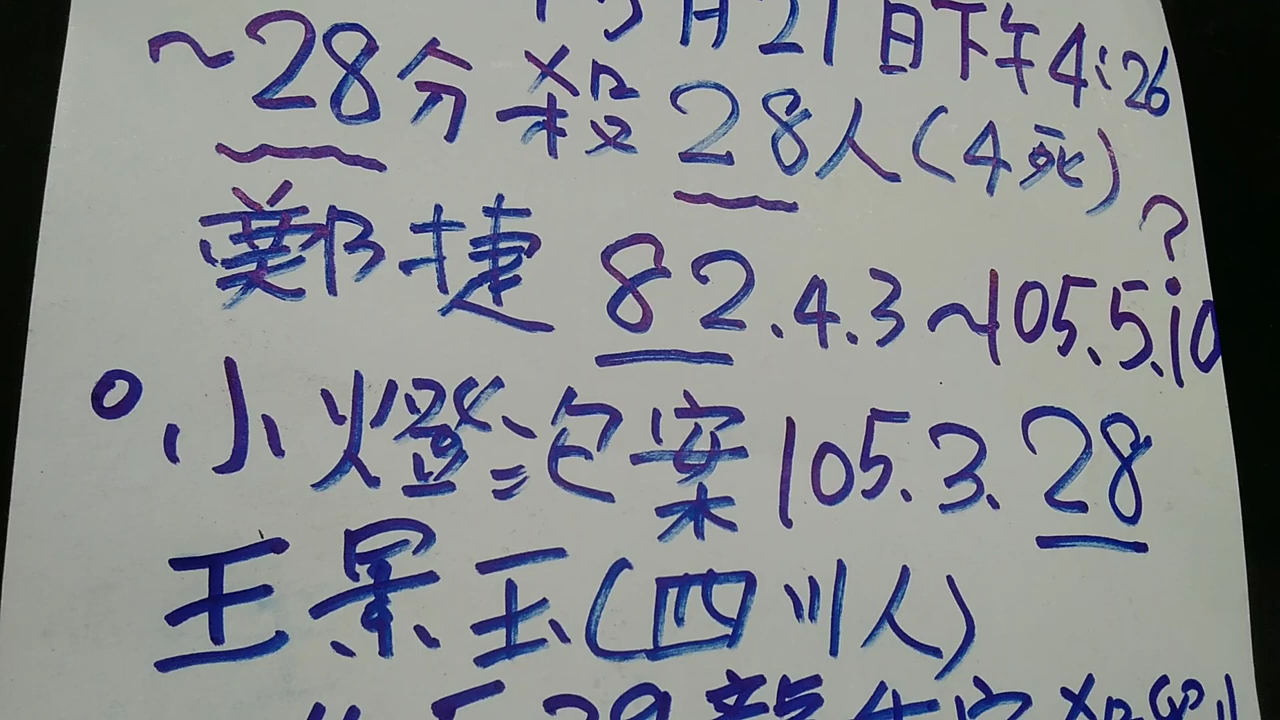 5月21日下午4:26
~28分殺28人(4死)
鄭捷82.4.3~105.5.10
?
。小燈泡案105.3.28
王景玉(四川人)